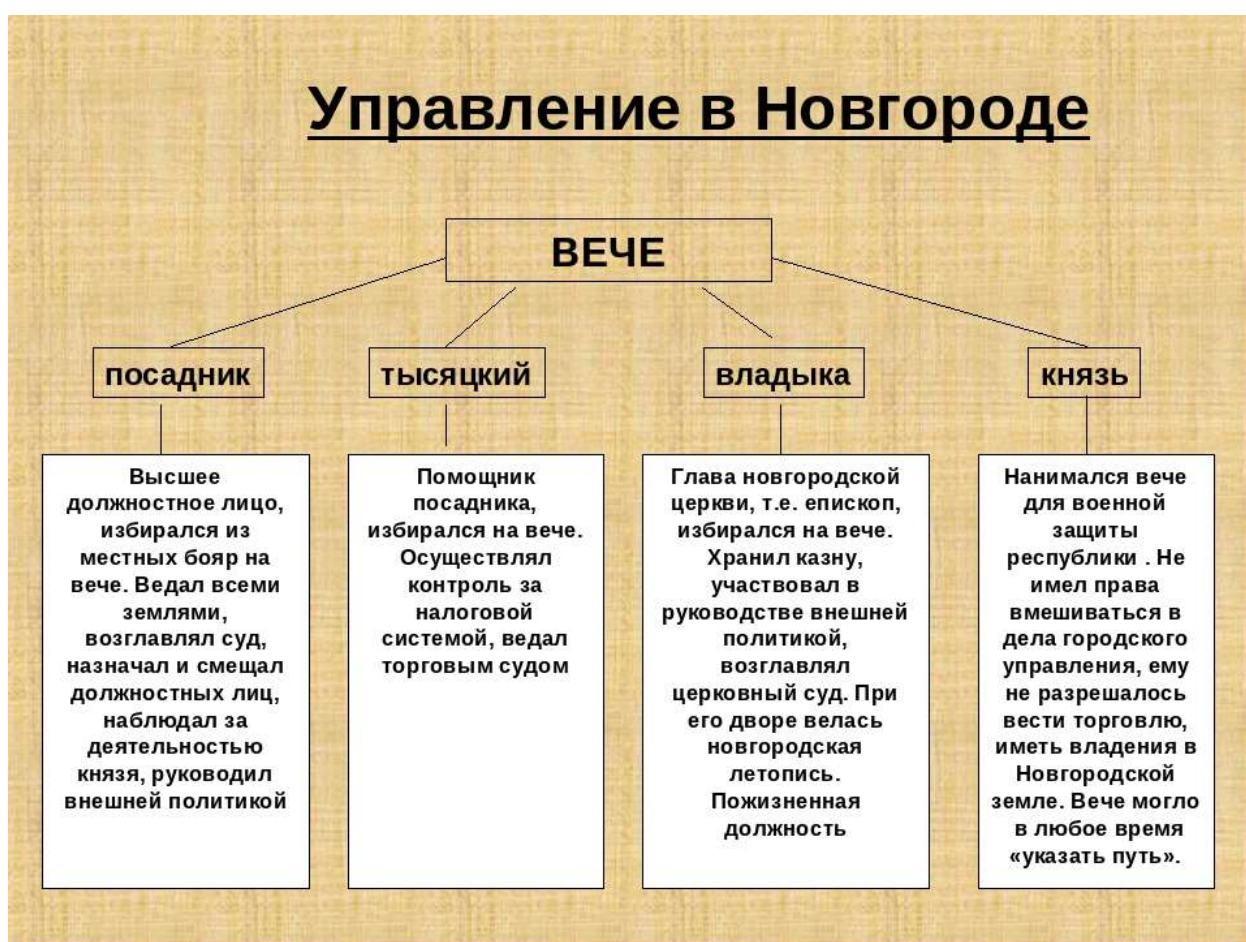 Управление в Новгороде
ВЕЧЕ
посадник
тысяцкий
владыка
князь
Высшее
должностное лицо,
избирался из
местных бояр на
вече. Ведал всеми
землями,
возглавлял суд,
назначал и смещал
должностных лиц,
наблюдал за
деятельностью
князя, руководил
внешней политикой
Помощник
посадника,
избирался на вече.
Осуществлял
контроль за
налоговой
системой, ведал
торговым судом
Глава новгородской
церкви, т.е. епископ,
избирался на вече.
Хранил казну,
участвовал в
руководстве внешней
политикой,
возглавлял
церковный суд. При
его дворе велась
новгородская
летопись.
Пожизненная
должность
Нанимался вече
для военной
защиты
республики . Не
имел права
вмешиваться в
дела городского
управления, ему
не разрешалось
вести торговлю,
иметь владения в
Новгородской
земле. Вече могло
в любое время
«указать путь».